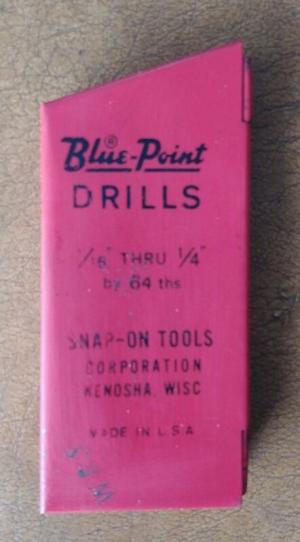 Blue-Point®
DRILLS
1/16" THRU 1/4"
by 64 ths
SNAP-ON TOOLS
CORPORATION
KENOSHA, WISC
MADE IN U.S.A